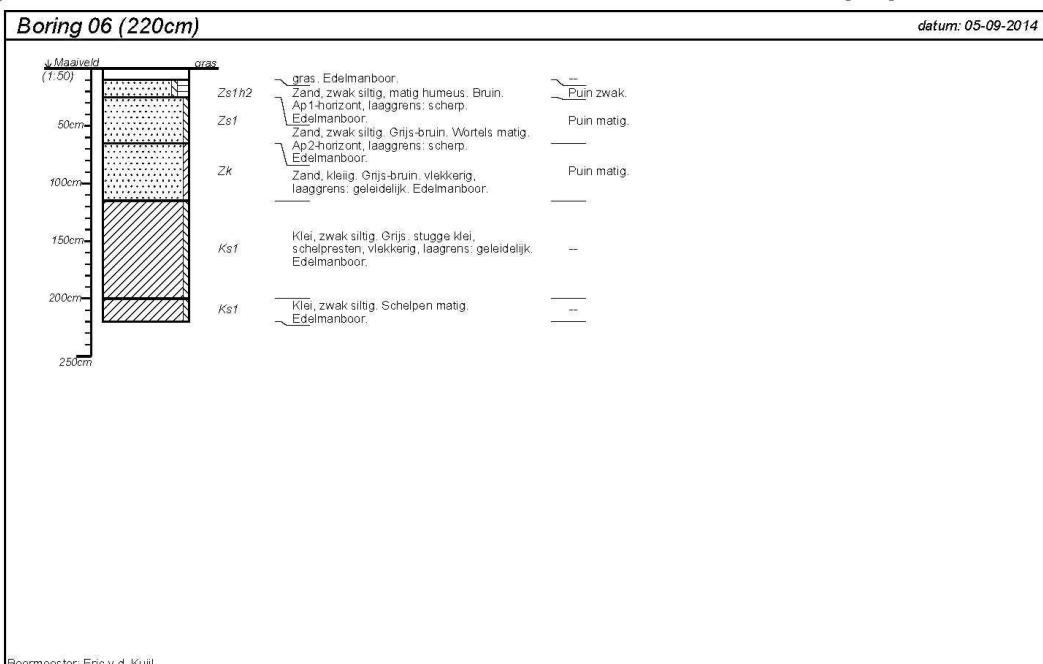 Boring 06 (220cm)
datum: 05-09-2014
↓ Maaiveld
gras
(1:50)
gras. Edelmanboor.
--
Zs1h2
Zand, zwak siltig, matig humeus. Bruin.
Puin zwak.
Ap1-horizont, laaggrens: scherp.
Edelmanboor.
50cm
Zs1
Puin matig.
Zand, zwak siltig. Grijs-bruin. Wortels matig.
Ap2-horizont, laaggrens: scherp.
Edelmanboor.
100cm
Zk
Zand, kleiig. Grijs-bruin. vlekkerig,
laaggrens: geleidelijk. Edelmanboor.
Puin matig.
150cm
Ks1
Klei, zwak siltig. Grijs. stugge klei,
schelpresten, vlekkerig, laagrens: geleidelijk.
Edelmanboor.
--
200cm
Ks1
Klei, zwak siltig. Schelpen matig.
Edelmanboor.
--
250cm
Boormeester: Eric v.d. Kuijl